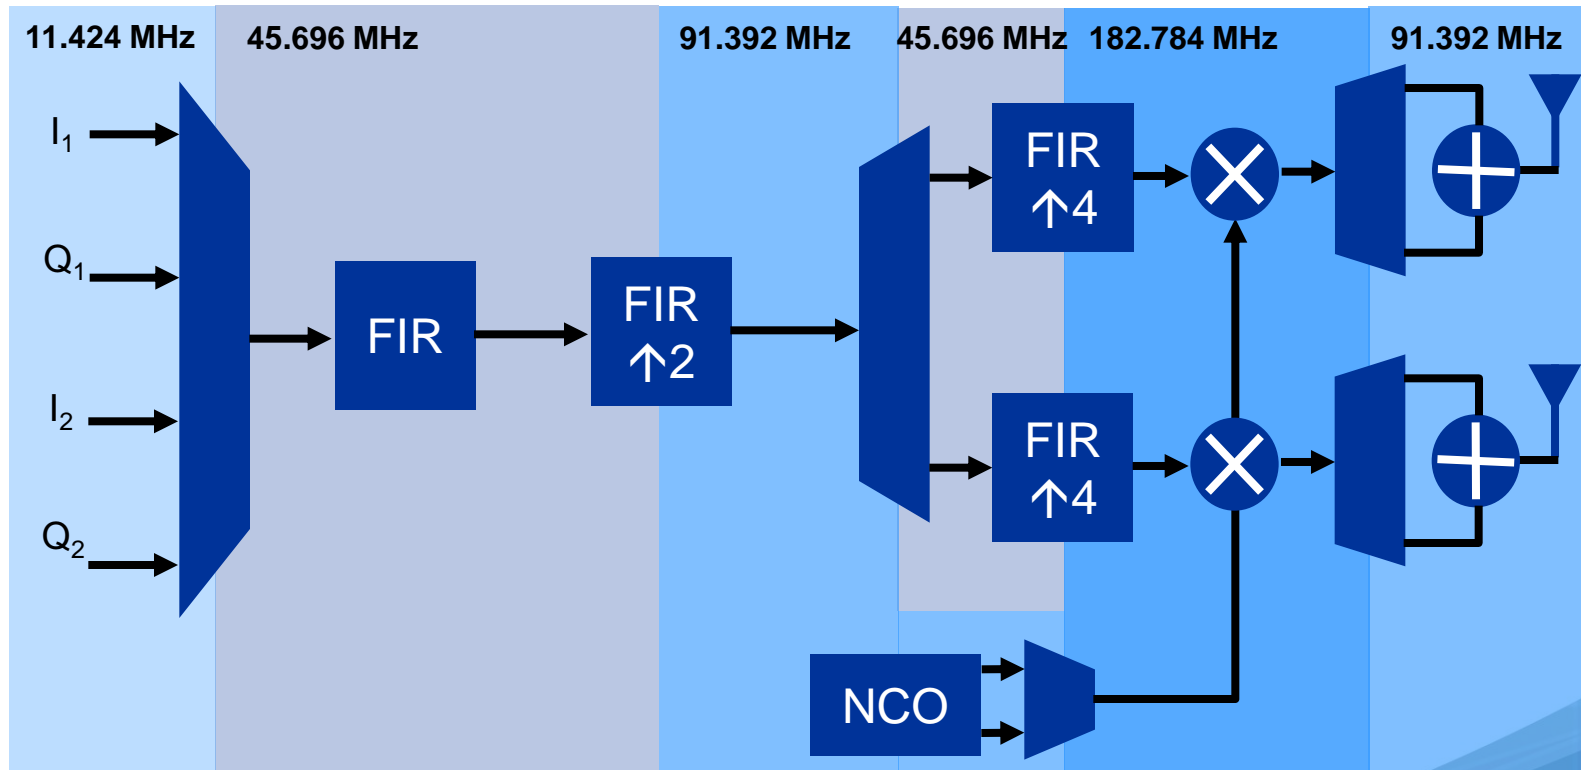 11.424 MHz
45.696 MHz
91.392 MHz
45.696 MHz
182.784 MHz
91.392 MHz
I₁
Q₁
I₂
Q₂
FIR
FIR
↑2
FIR
↑4
FIR
↑4
NCO